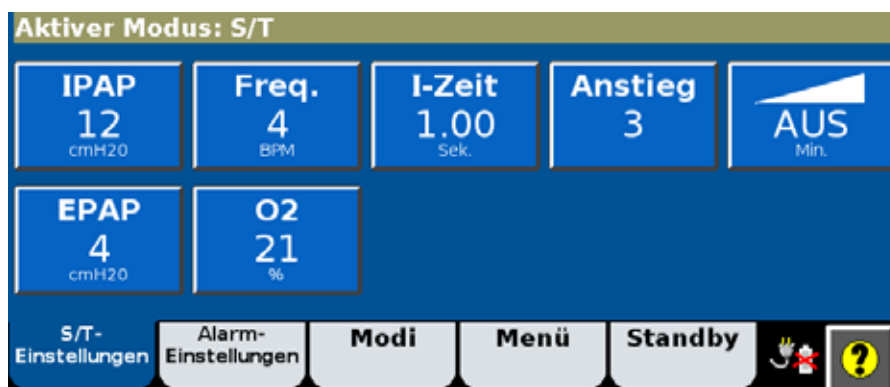 Aktiver Modus: S/T
IPAP
12
cmH20
Freq.
4
BPM
I-Zeit
1.00
Sek.
Anstieg
3
AUS
Min.
EPAP
4
cmH20
O2
21
%
S/T-
Einstellungen
Alarm-
Einstellungen
Modi
Menü
Standby
?